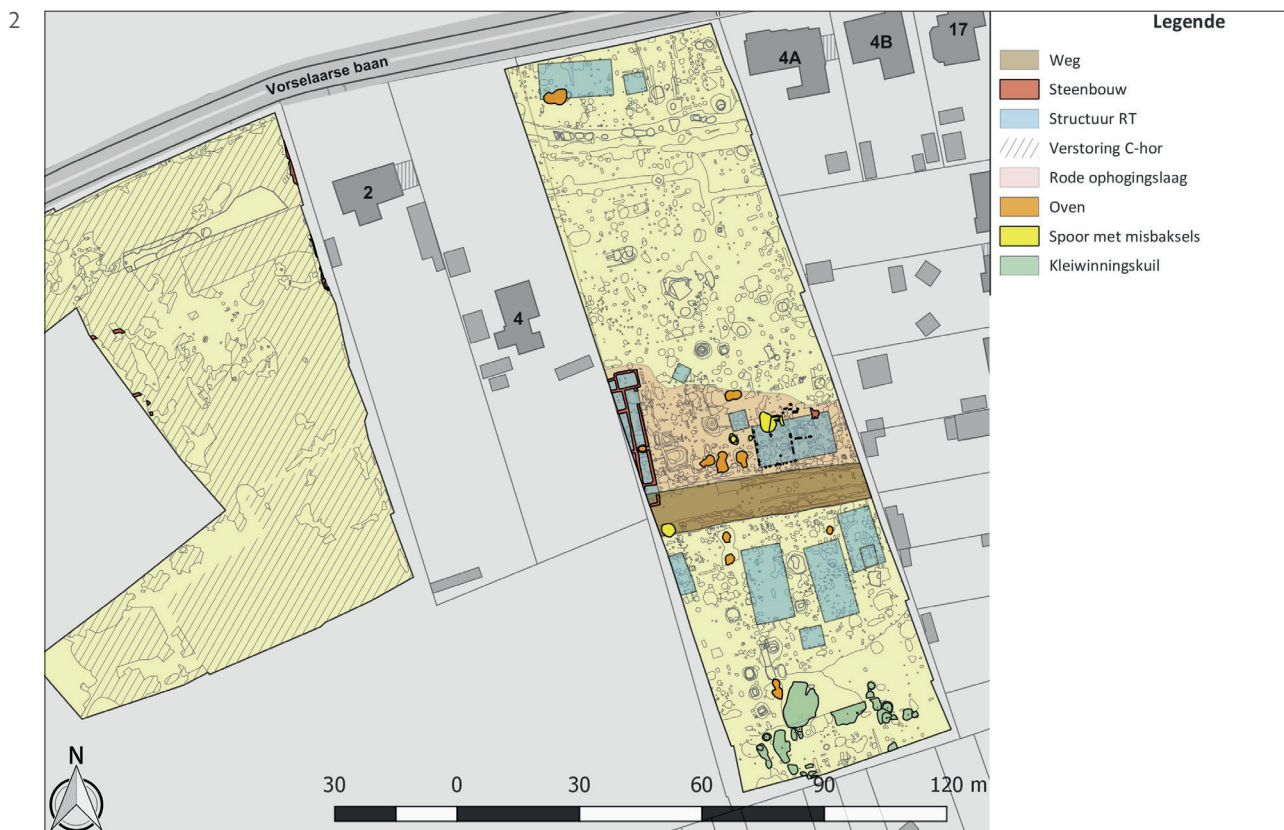 2
Vorselaarse baan
4A
4B
17
2
4
N
30 0 30 60 90 120 m
Legende
Weg
Steenbouw
Structuur RT
Verstoring C-hor
Rode ophogingslaag
Oven
Spoor met misbaksels
Kleiwinningskuil